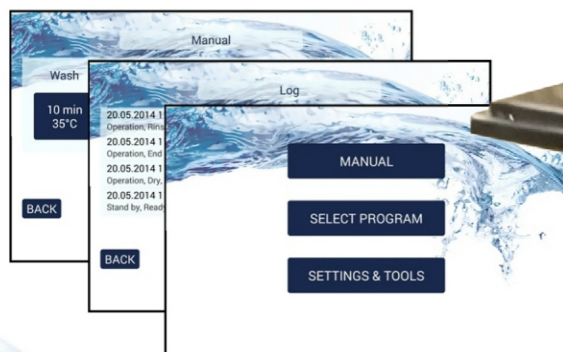 Manual
Wash
10 min
35°C
BACK
Log
20.05.2014 1
Operation, Rins
20.05.2014 1
Operation, End
20.05.2014 1
Operation, Dry,
20.05.2014 1
Stand by, Ready
BACK
MANUAL
SELECT PROGRAM
SETTINGS & TOOLS